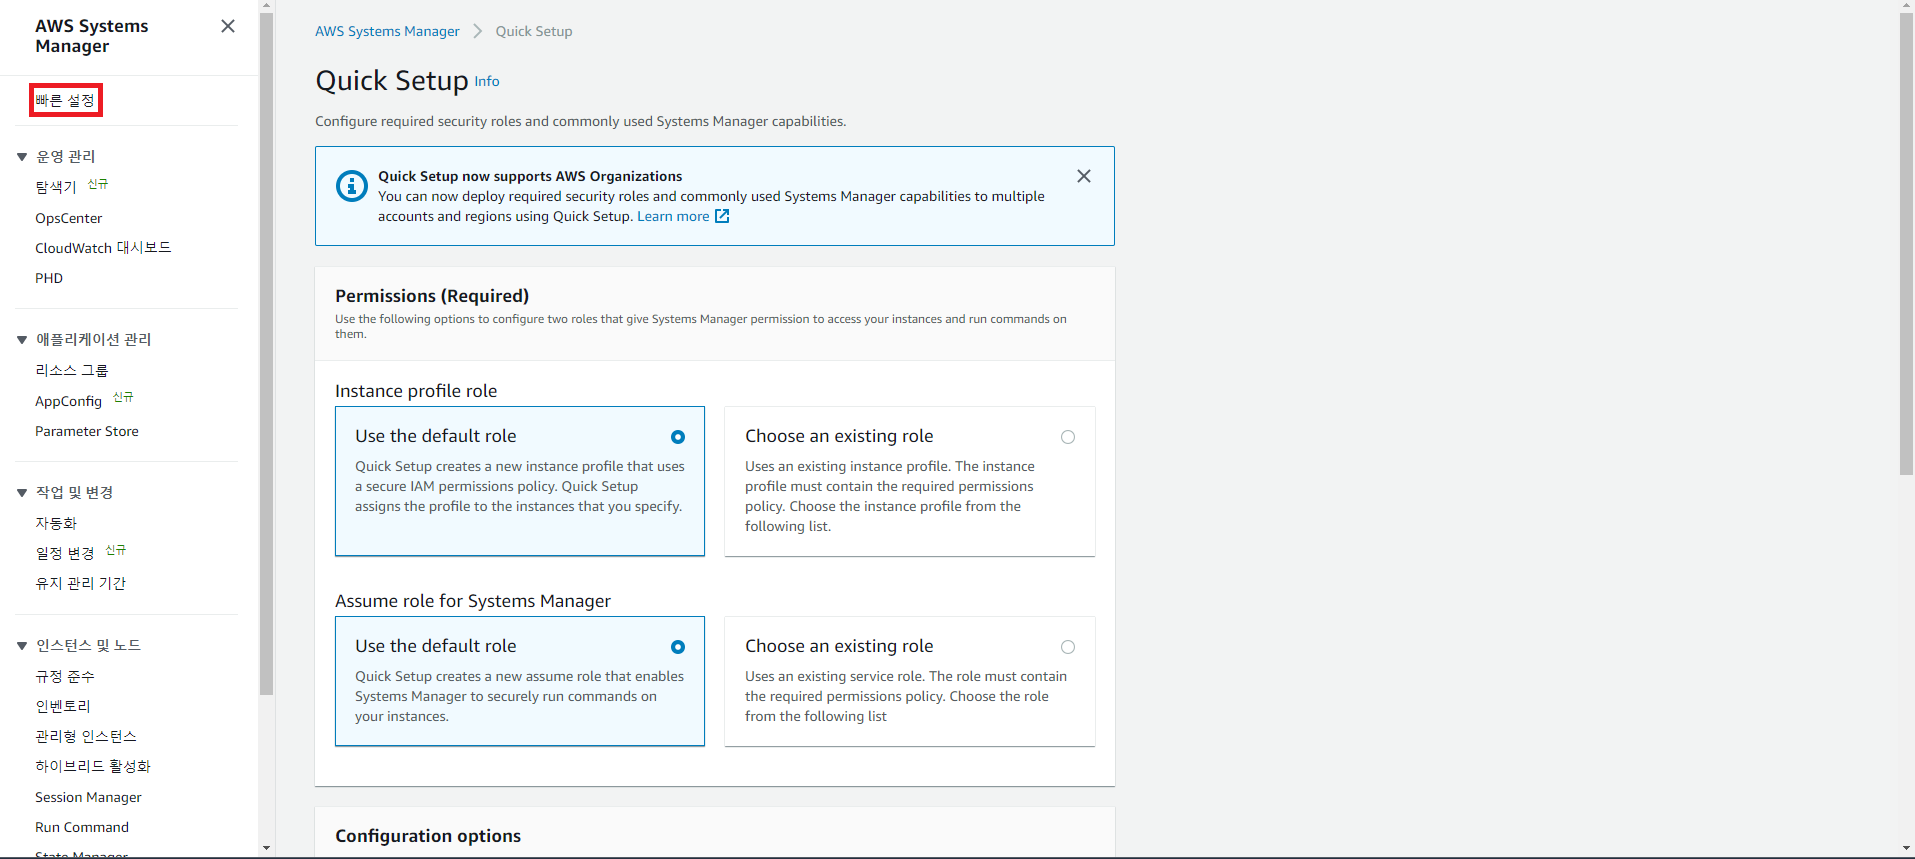 AWS Systems
Manager
빠른 설정
운영 관리
탐색기 신규
OpsCenter
CloudWatch 대시보드
PHD
애플리케이션 관리
리소스 그룹
AppConfig 신규
Parameter Store
작업 및 변경
자동화
일정 변경 신규
유지 관리 기간
인스턴스 및 노드
규정 준수
인벤토리
관리형 인스턴스
하이브리드 활성화
Session Manager
Run Command
State Manager
AWS Systems Manager > Quick Setup
Quick Setup Info
Configure required security roles and commonly used Systems Manager capabilities.
Quick Setup now supports AWS Organizations
You can now deploy required security roles and commonly used Systems Manager capabilities to multiple
accounts and regions using Quick Setup. Learn more
Permissions (Required)
Use the following options to configure two roles that give Systems Manager permission to access your instances and run commands on
them.
Instance profile role
Use the default role
Quick Setup creates a new instance profile that uses
a secure IAM permissions policy. Quick Setup
assigns the profile to the instances that you specify.
Choose an existing role
Uses an existing instance profile. The instance
profile must contain the required permissions
policy. Choose the instance profile from the
following list.
Assume role for Systems Manager
Use the default role
Quick Setup creates a new assume role that enables
Systems Manager to securely run commands on
your instances.
Choose an existing role
Uses an existing service role. The role must contain
the required permissions policy. Choose the role
from the following list
Configuration options